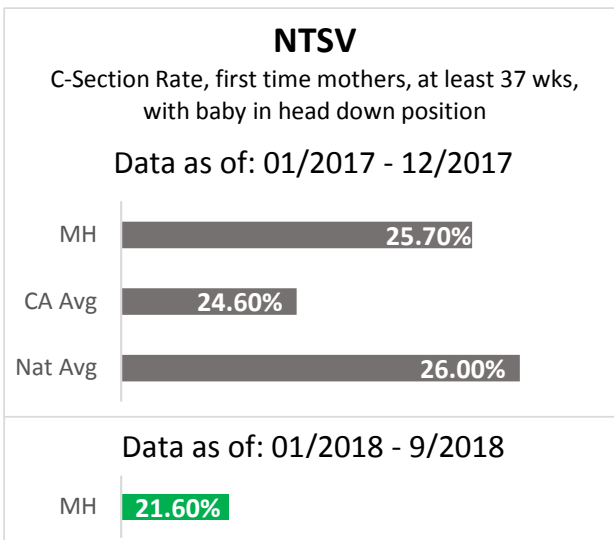 NTSV
C-Section Rate, first time mothers, at least 37 wks,
with baby in head down position
Data as of: 01/2017 - 12/2017
MH 25.70%
CA Avg 24.60%
Nat Avg 26.00%
Data as of: 01/2018 - 9/2018
MH 21.60%